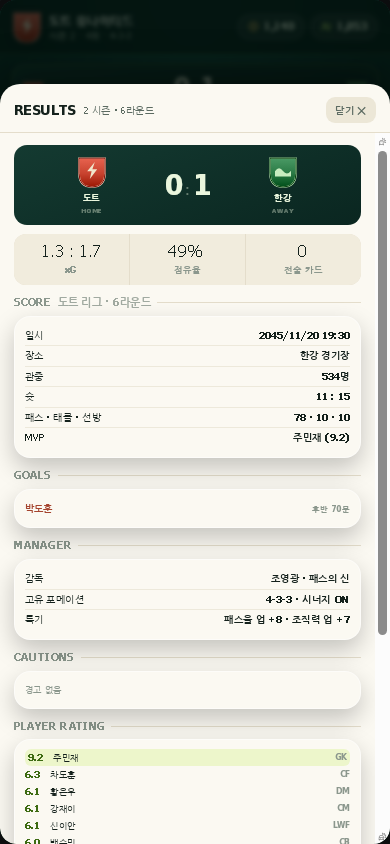 RESULTS 2 시즌 • 6라운드
닫기 ✕
0 : 1
도트
HOME
한강
AWAY
1.3 : 1.7
xG
49%
점유율
0
전술 카드
SCORE 도트 리그 • 6라운드
일시 2045/11/20 19:30
장소 한강 경기장
관중 534명
슛 11 : 15
패스 • 태클 • 선방 78 • 10 • 10
MVP 주민재 (9.2)
GOALS
박도훈 후반 70분
MANAGER
감독 조영광 • 패스의 신
고유 포메이션 4-3-3 • 시너지 ON
특기 패스율 업 +8 • 조직력 업 +7
CAUTIONS
경고 없음
PLAYER RATING
9.2 주민재 GK
6.3 차도훈 CF
6.1 황은우 DM
6.1 강재이 CM
6.1 신이안 LWF
6.0 CB